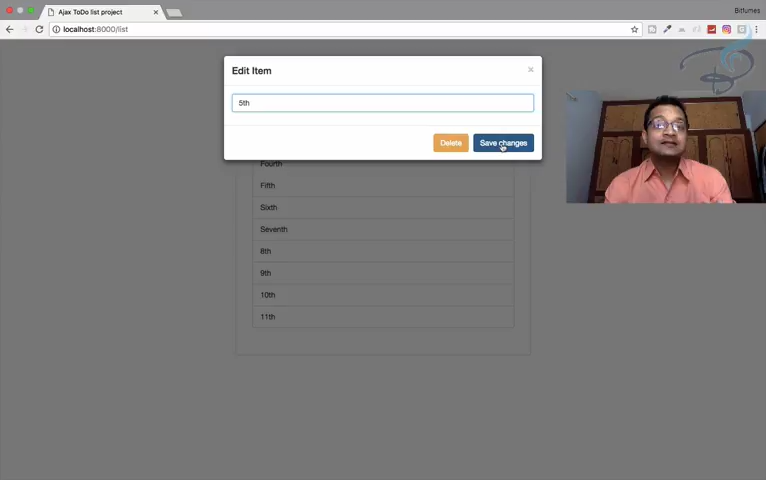 Ajax ToDo list project
Bitfumes
localhost:8000/list
Edit Item
5th
Delete
Save changes
Fourth
Fifth
Sixth
Seventh
8th
9th
10th
11th